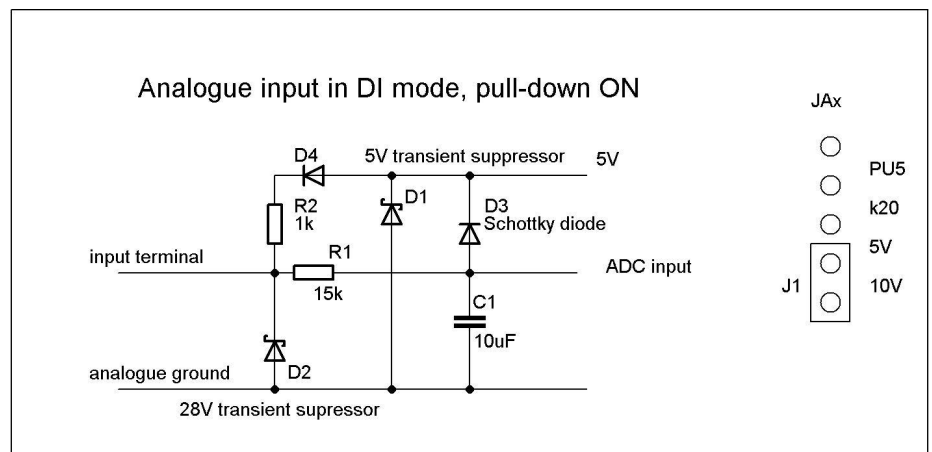 Analogue input in DI mode, pull-down ON
JAx
D4
5V transient suppressor
5V
PU5
R2
1k
D1
D3
Schottky diode
k20
input terminal
R1
15k
ADC input
5V
J1
10V
C1
10uF
analogue ground
D2
28V transient supressor